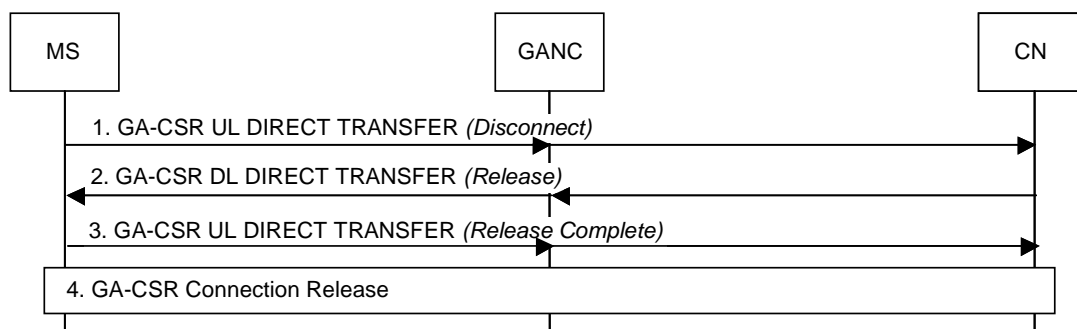 MS GANC CN
1. GA-CSR UL DIRECT TRANSFER (Disconnect)
2. GA-CSR DL DIRECT TRANSFER (Release)
3. GA-CSR UL DIRECT TRANSFER (Release Complete)
4. GA-CSR Connection Release